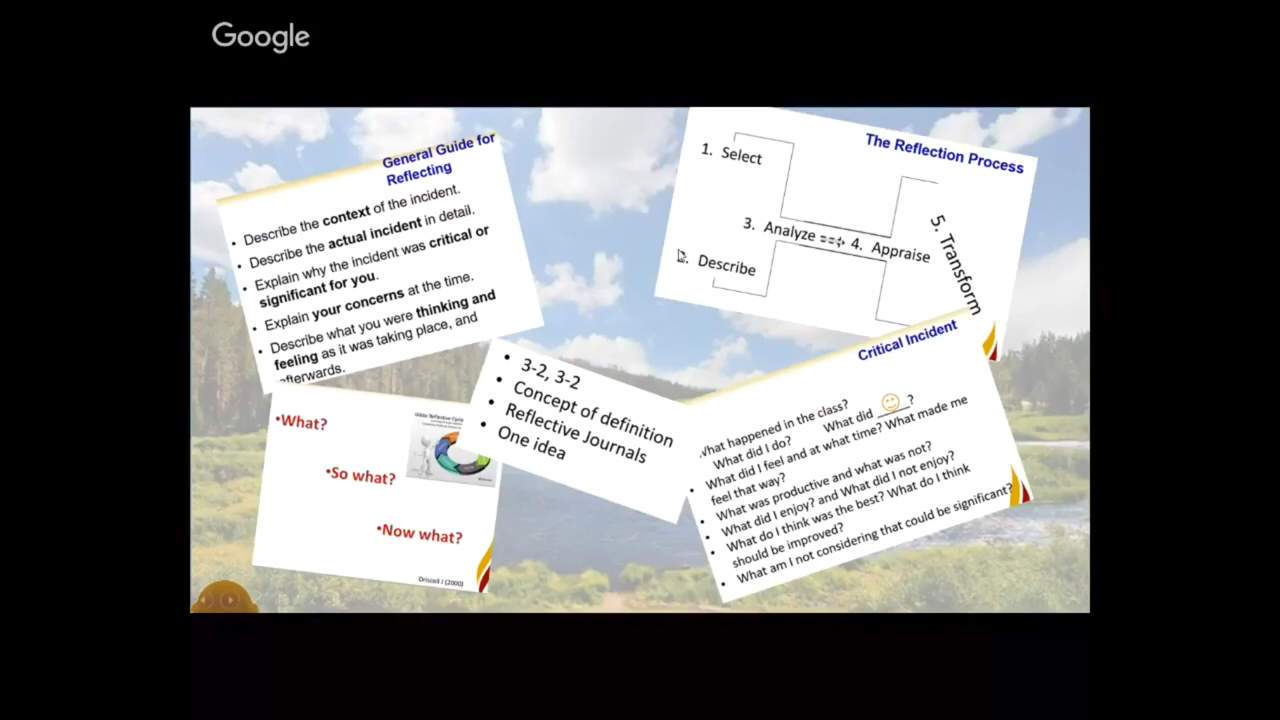 Google
General Guide for
Reflecting
• Describe the context of the incident.
• Describe the actual incident in detail.
• Explain why the incident was critical or
significant for you.
• Explain your concerns at the time.
• Describe what you were thinking and
feeling as it was taking place, and
afterwards.
The Reflection Process
1. Select
3. Analyze ==> 4. Appraise
Describe
5. Transform
• 3-2, 3-2
• Concept of definition
• Reflective Journals
• One idea
•What?
Gibbs' Reflective Cycle
•So what?
•Now what?
Driscoll J (2000)
Critical Incident
What happened in the class?
What did I do? What did ____?
• What did I feel and at what time? What made me
feel that way?
• What was productive and what was not?
• What did I enjoy? and What did I not enjoy?
• What do I think was the best? What do I think
should be improved?
• What am I not considering that could be significant?